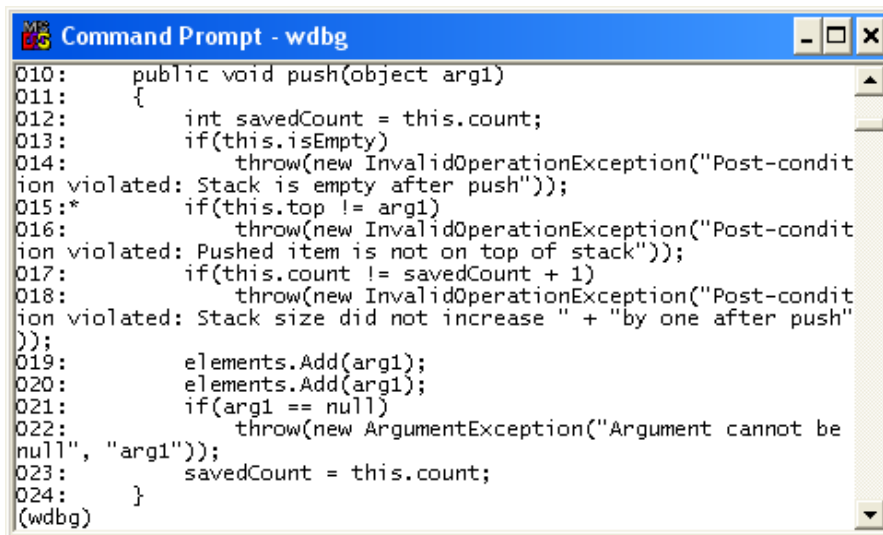 Command Prompt - wdbg
010:      public void push(object arg1)
011:      {
012:          int savedCount = this.count;
013:          if(this.isEmpty)
014:              throw(new InvalidOperationException("Post-condit
ion violated: Stack is empty after push"));
015:*         if(this.top != arg1)
016:              throw(new InvalidOperationException("Post-condit
ion violated: Pushed item is not on top of stack"));
017:          if(this.count != savedCount + 1)
018:              throw(new InvalidOperationException("Post-condit
ion violated: Stack size did not increase " + "by one after push"
));
019:          elements.Add(arg1);
020:          elements.Add(arg1);
021:          if(arg1 == null)
022:              throw(new ArgumentException("Argument cannot be
null", "arg1"));
023:          savedCount = this.count;
024:      }
(wdbg)